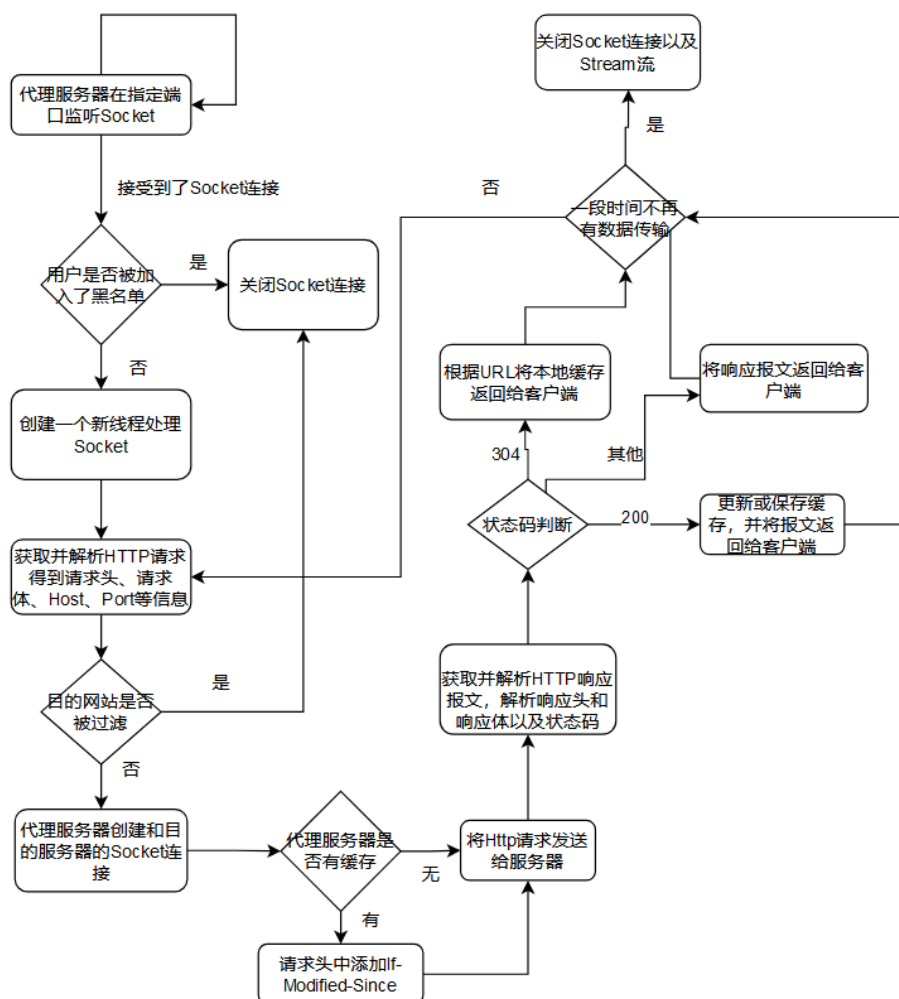 代理服务器在指定端
口监听Socket
接受到了Socket连接
用户是否被加
入了黑名单
是
关闭Socket连接
否
创建一个新线程处理
Socket
获取并解析HTTP请求
得到请求头、请求
体、Host、Port等信息
目的网站是否
被过滤
是
否
代理服务器创建和目
的服务器的Socket连
接
代理服务器是
否有缓存
无
有
请求头中添加If-
Modified-Since
将Http请求发送
给服务器
获取并解析HTTP响应
报文，解析响应头和
响应体以及状态码
状态码判断
304
其他
200
根据URL将本地缓存
返回给客户端
将响应报文返回给客
户端
更新或保存缓
存，并将报文返
回给客户端
一段时间不再
有数据传输
否
是
关闭Socket连接以及
Stream流